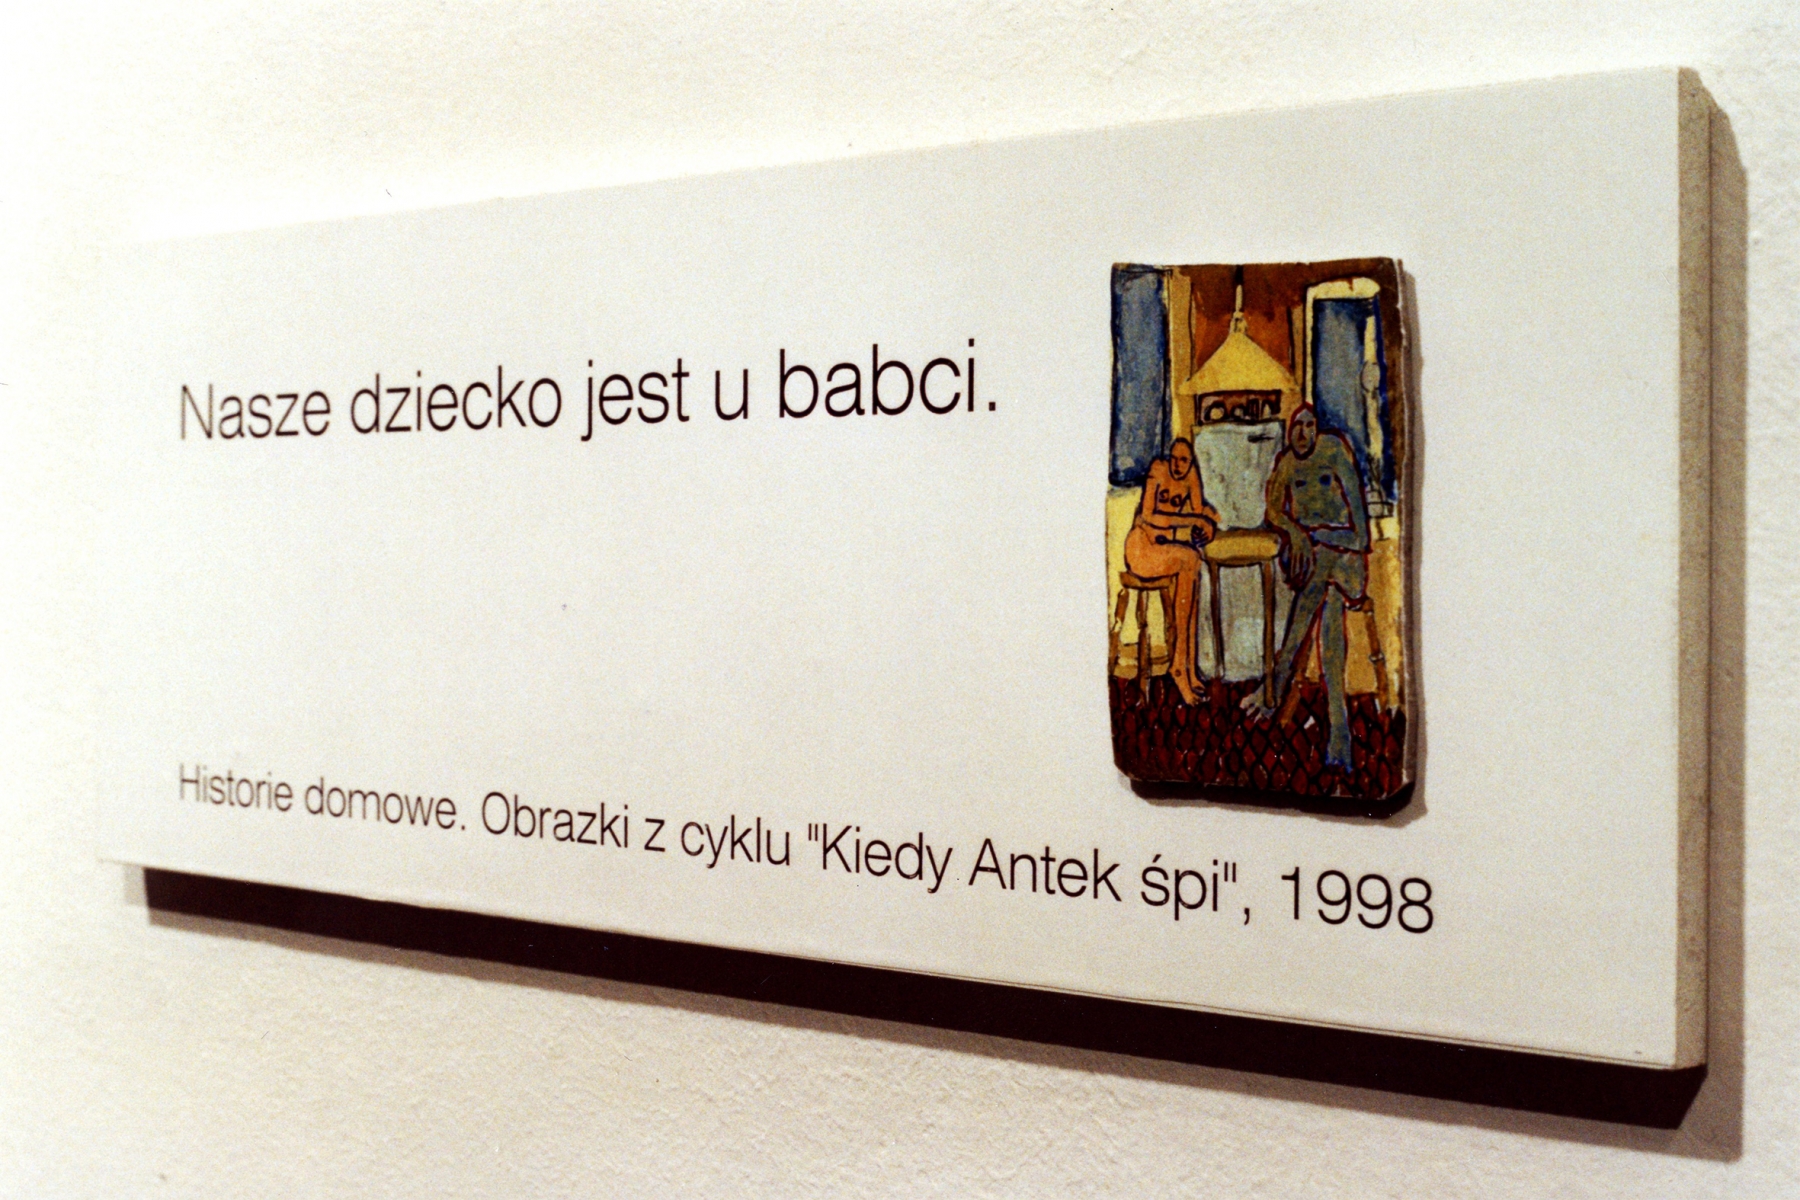 Nasze dziecko jest u babci.
Historie domowe. Obrazki z cyklu "Kiedy Antek śpi", 1998